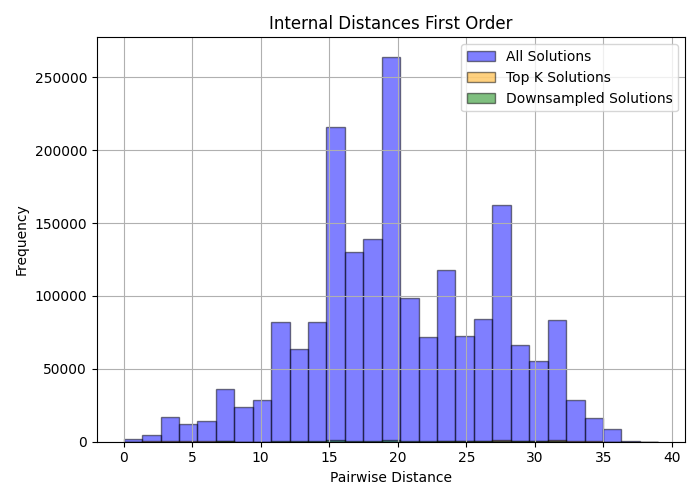 Internal Distances First Order
All Solutions
Top K Solutions
Downsampled Solutions
250000
200000
150000
100000
50000
0
Frequency
0 5 10 15 20 25 30 35 40
Pairwise Distance